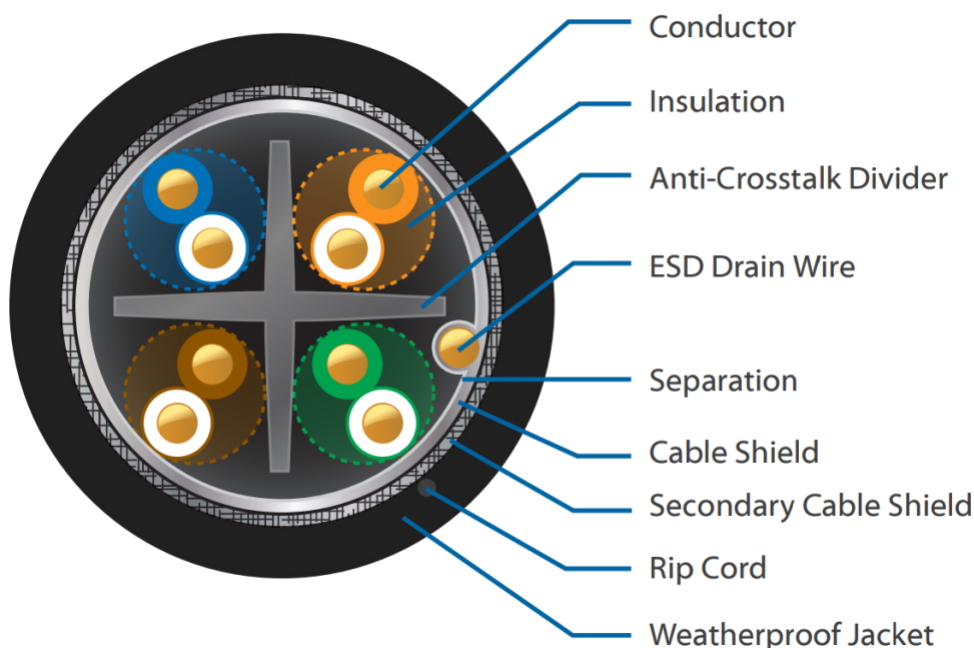 Conductor
Insulation
Anti-Crosstalk Divider
ESD Drain Wire
Separation
Cable Shield
Secondary Cable Shield
Rip Cord
Weatherproof Jacket